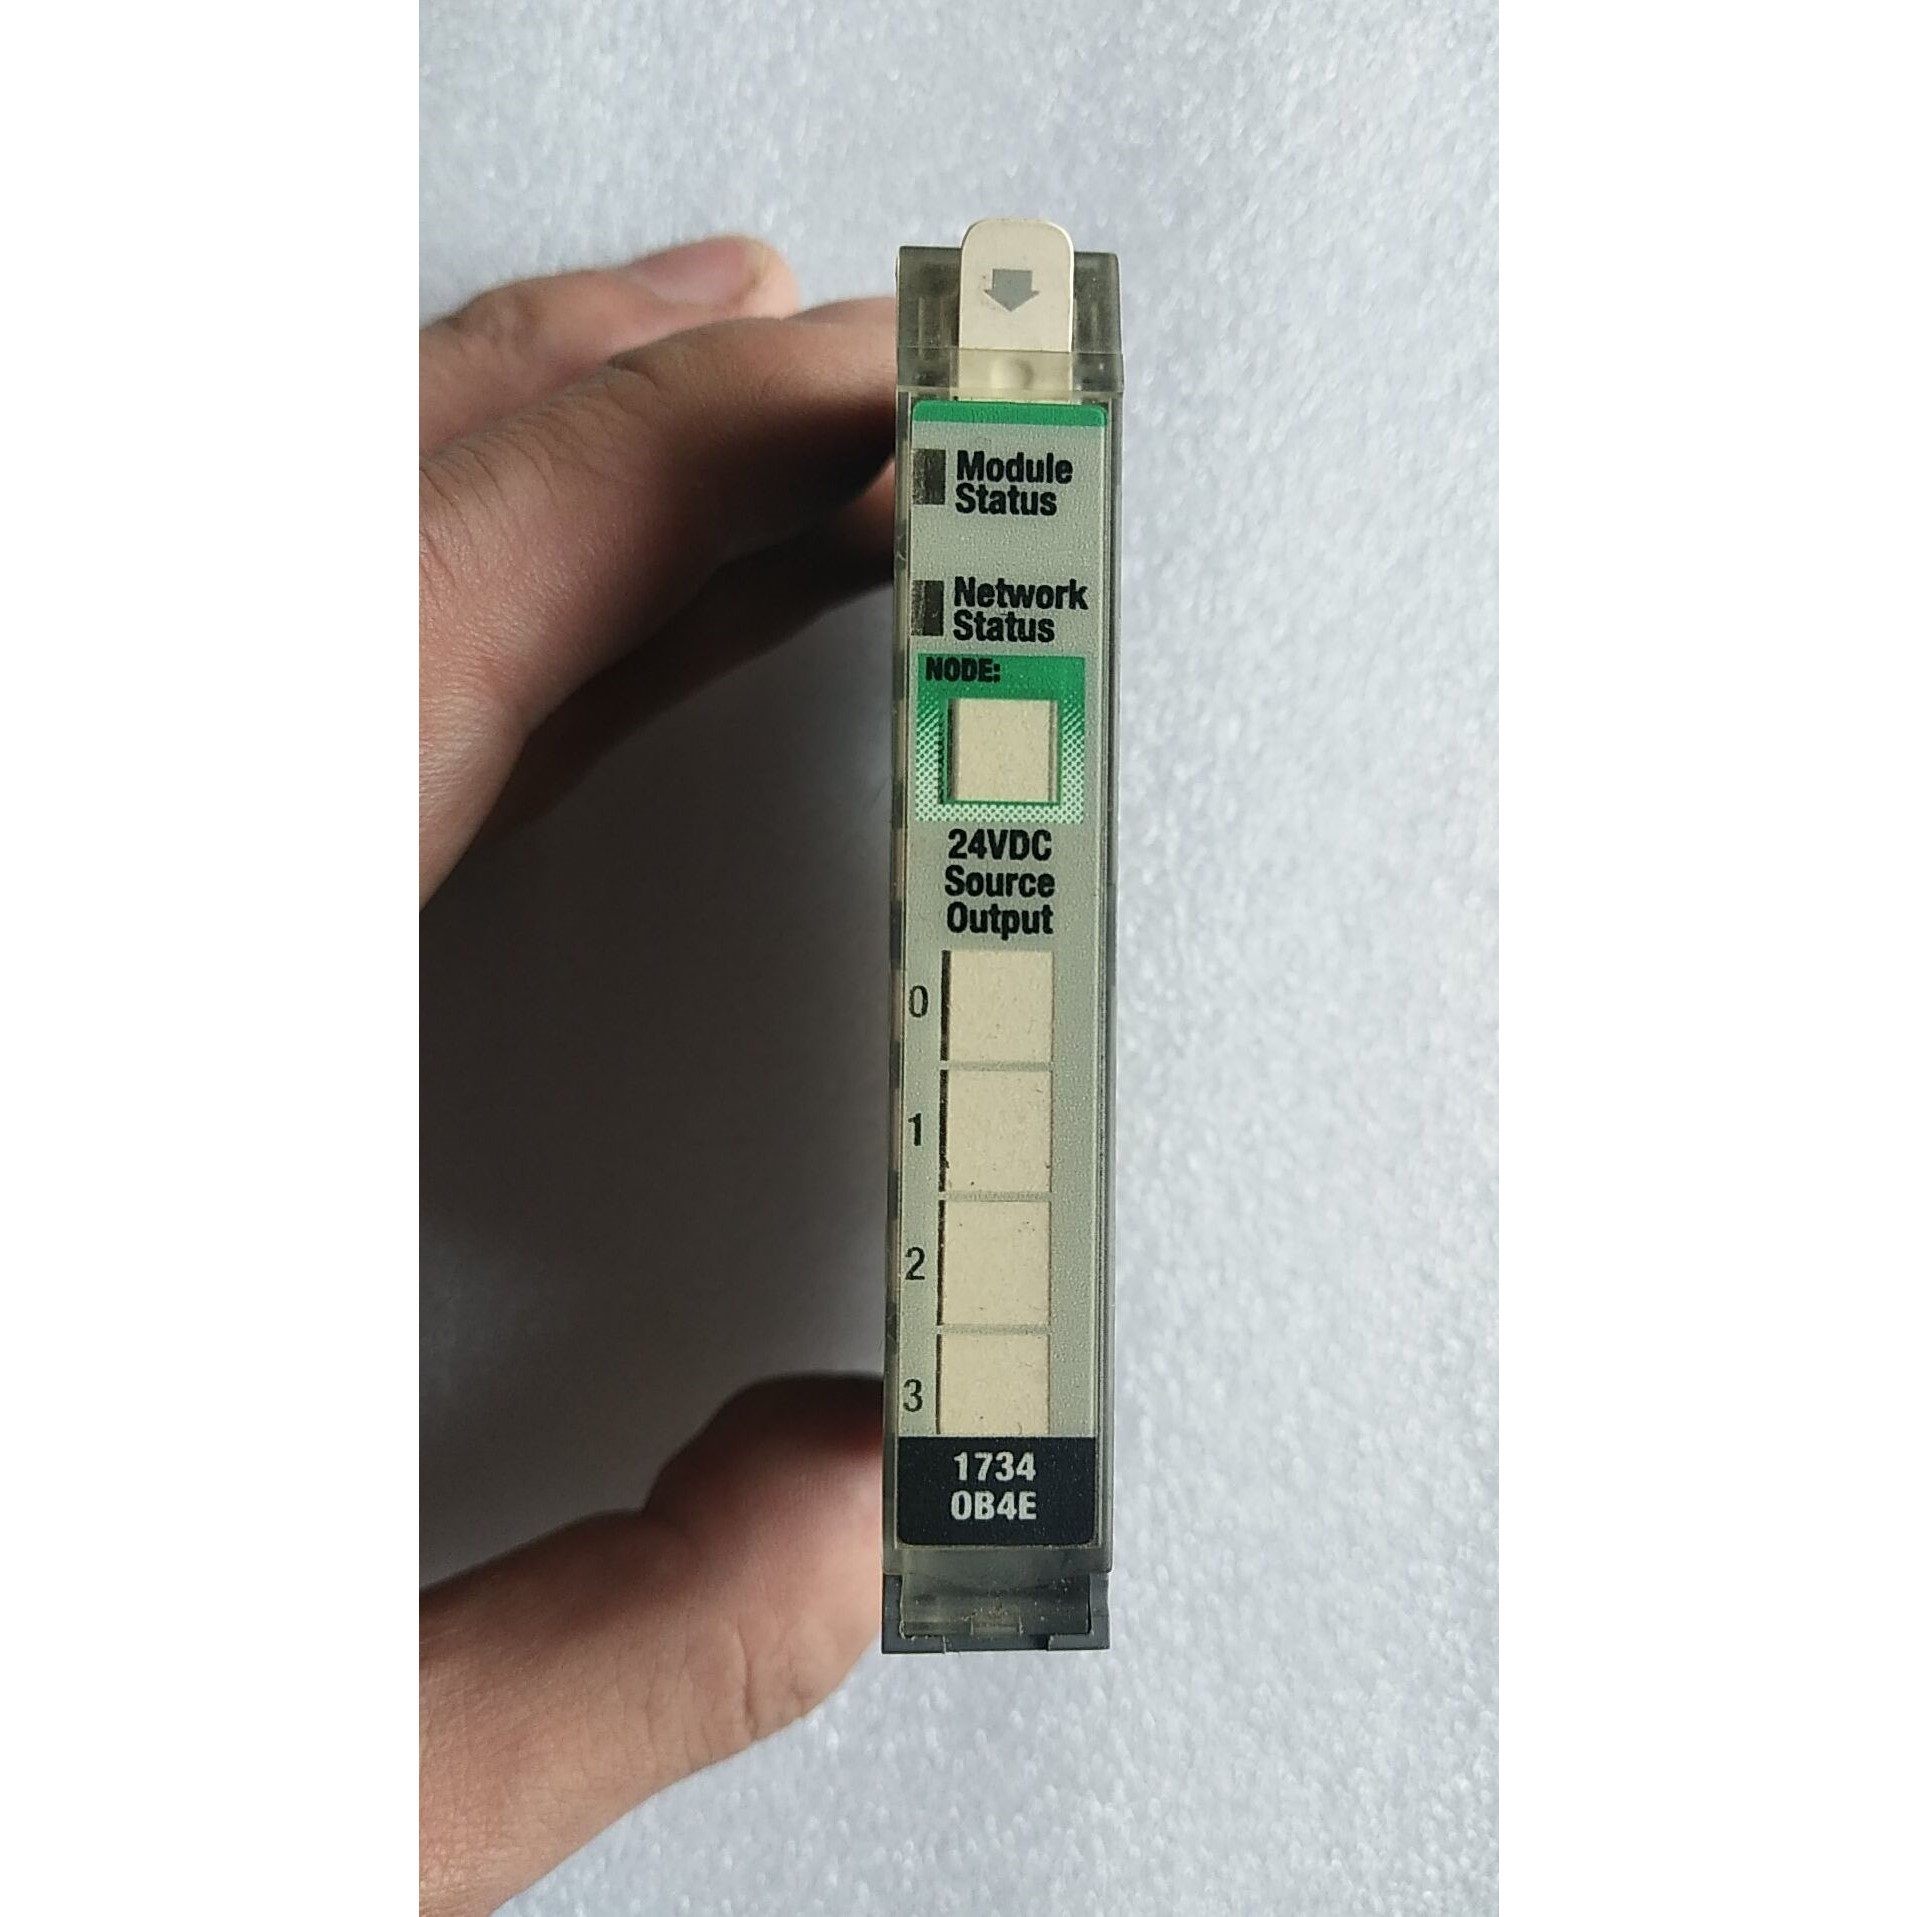 Module
Status
Network
Status
NODE:
24VDC
Source
Output
0
1
2
3
1734
OB4E